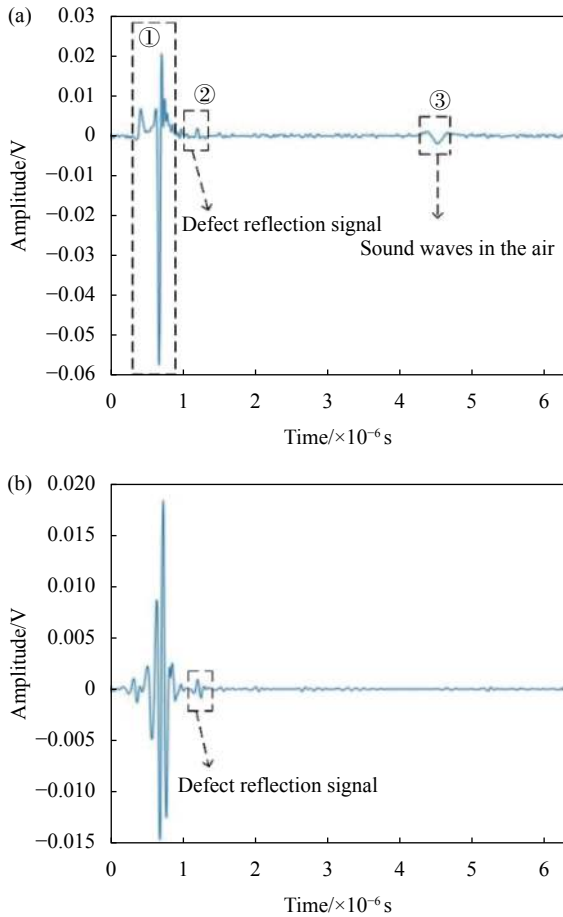 (a)
0.03
0.02
0.01
0
−0.01
−0.02
−0.03
−0.04
−0.05
−0.06
Amplitude/V
①
②
③
Defect reflection signal
Sound waves in the air
0 1 2 3 4 5 6
Time/×10⁻⁶ s
(b)
0.020
0.015
0.010
0.005
0
−0.005
−0.010
−0.015
Amplitude/V
Defect reflection signal
0 1 2 3 4 5 6
Time/×10⁻⁶ s